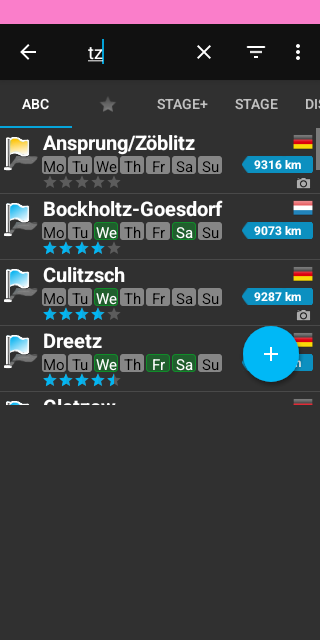 tz
ABC STAGE+ STAGE DIS
Ansprung/Zöblitz
Mo Tu We Th Fr Sa Su
9316 km
Bockholtz-Goesdorf
Mo Tu We Th Fr Sa Su
9073 km
Culitzsch
Mo Tu We Th Fr Sa Su
9287 km
Dreetz
Mo Tu We Th Fr Sa Su